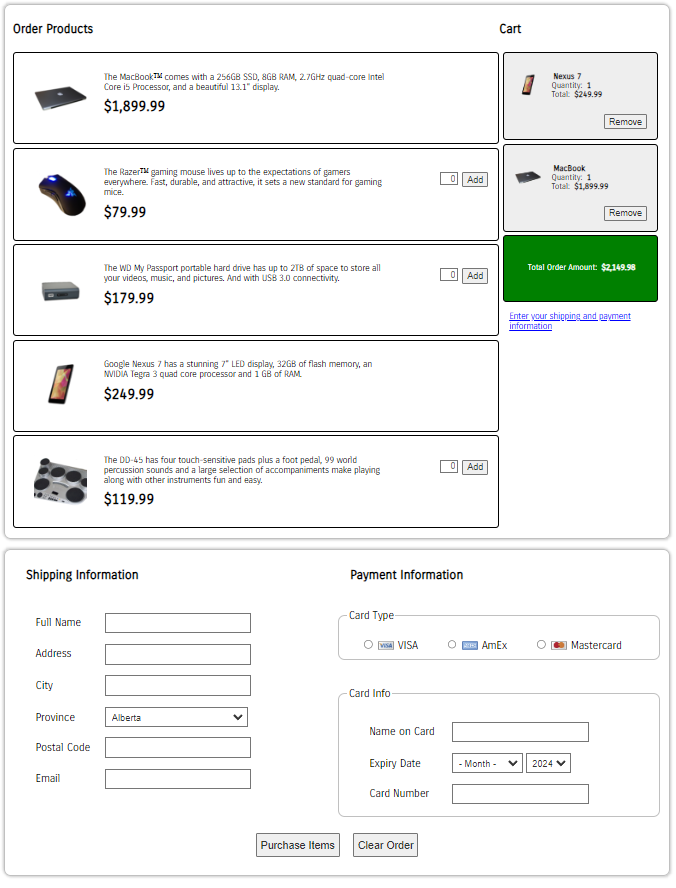 Order Products
The MacBook™ comes with a 256GB SSD, 8GB RAM, 2.7GHz quad-core Intel
Core i5 Processor, and a beautiful 13.1" display.
$1,899.99
The Razer™ gaming mouse lives up to the expectations of gamers
everywhere. Fast, durable, and attractive, it sets a new standard for gaming
mice.
$79.99
0 Add
The WD My Passport portable hard drive has up to 2TB of space to store all
your videos, music, and pictures. And with USB 3.0 connectivity.
$179.99
0 Add
Google Nexus 7 has a stunning 7" LED display, 32GB of flash memory, an
NVIDIA Tegra 3 quad core processor and 1 GB of RAM.
$249.99
The DD-45 has four touch-sensitive pads plus a foot pedal, 99 world
percussion sounds and a large selection of accompaniments make playing
along with other instruments fun and easy.
$119.99
0 Add
Cart
Nexus 7
Quantity: 1
Total: $249.99
Remove
MacBook
Quantity: 1
Total: $1,899.99
Remove
Total Order Amount: $2,149.98
Enter your shipping and payment
information
Shipping Information
Full Name
Address
City
Province Alberta
Postal Code
Email
Payment Information
Card Type
VISA VISA AmEx Mastercard
Card Info
Name on Card
Expiry Date - Month - 2024
Card Number
Purchase Items Clear Order